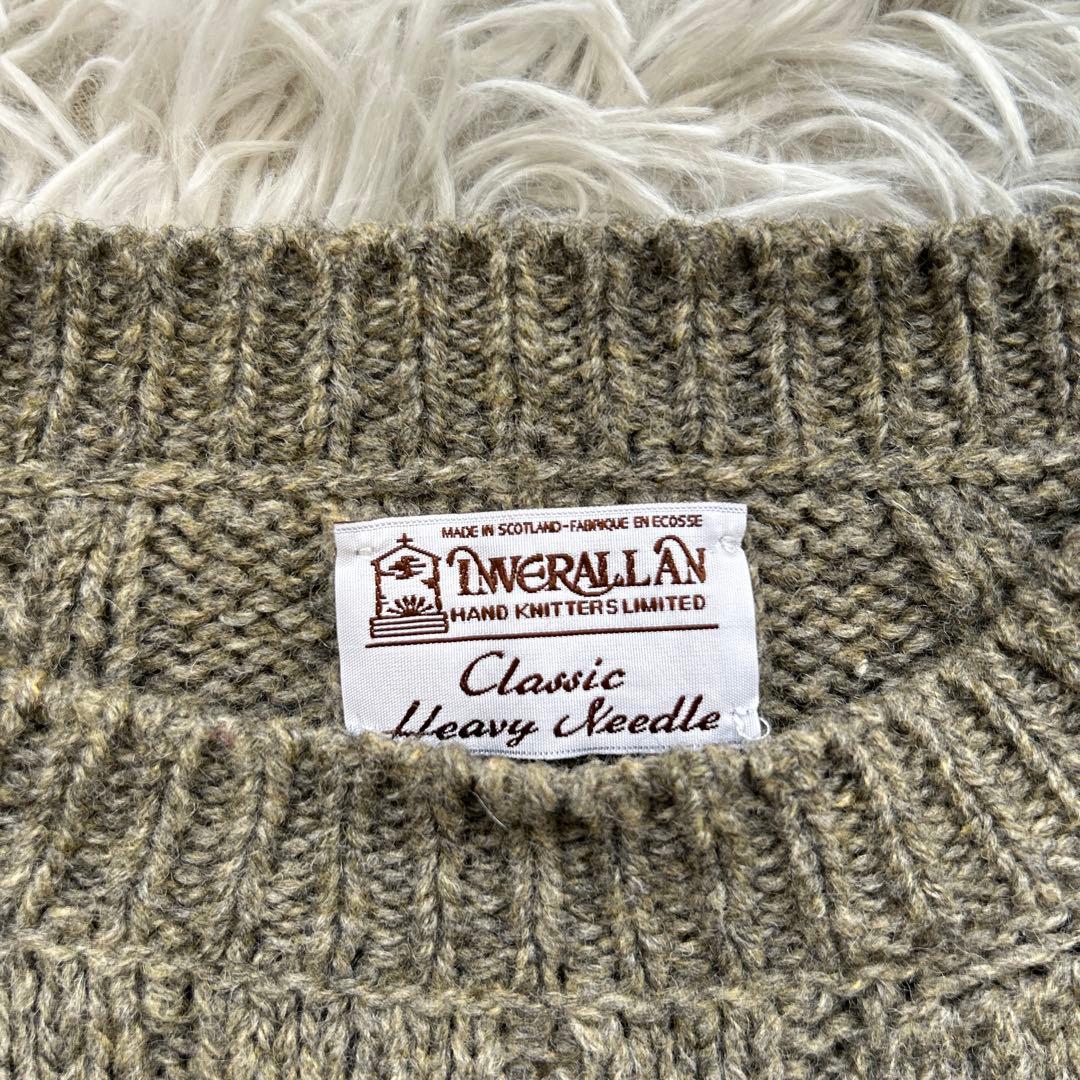 MADE IN SCOTLAND-FABRIQUE EN ECOSSE
INVERALLAN
HAND KNITTERS LIMITED
Classic
Heavy Needle